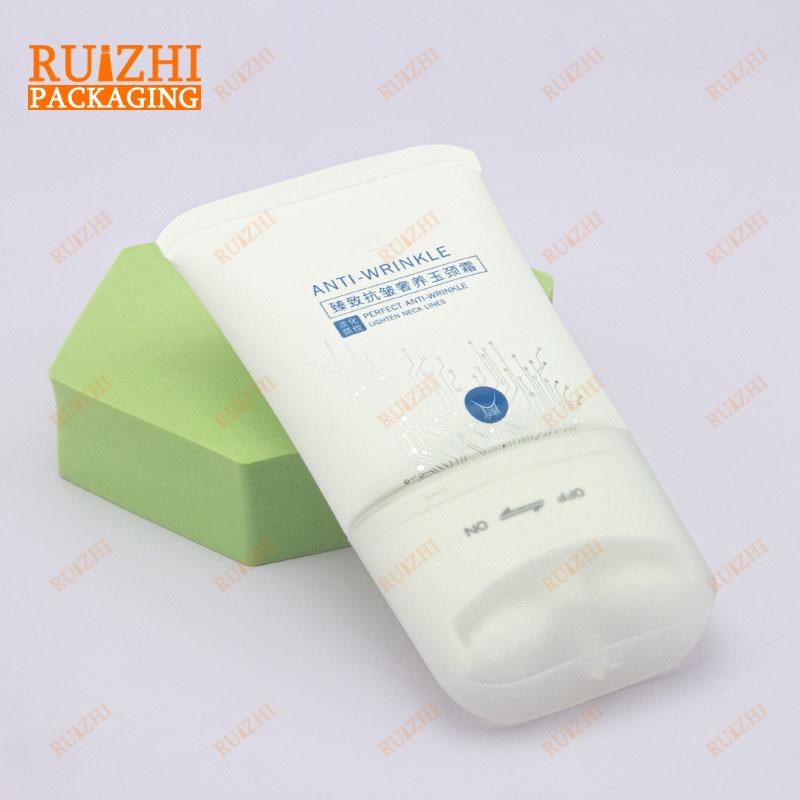 RUIZHI
PACKAGING
ANTI-WRINKLE
臻致抗皱奢养玉颈霜
淡化
颈纹
PERFECT ANTI-WRINKLE
LIGHTEN NECK LINES
OFF ON
RUIZHI